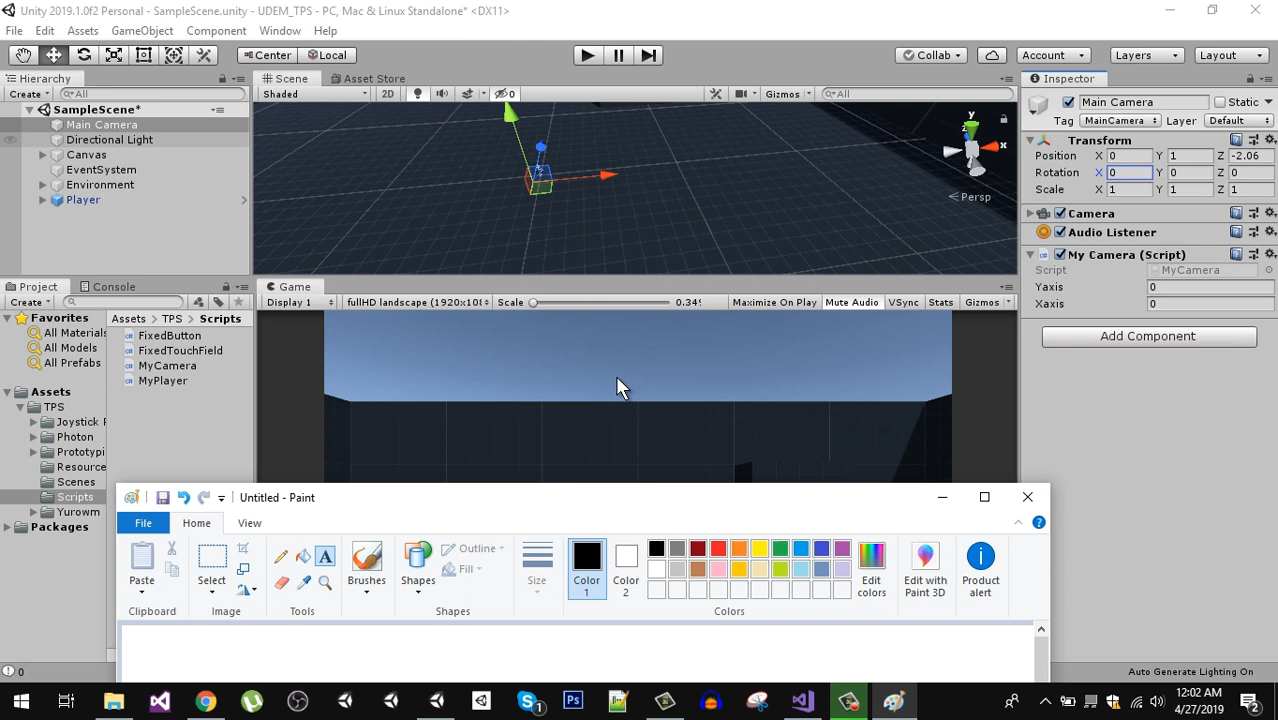 Unity 2019.1.0f2 Personal - SampleScene.unity - UDEM_TPS - PC, Mac & Linux Standalone* <DX11>
File Edit Assets GameObject Component Window Help
Center Local Collab Account Layers Layout
Hierarchy Scene Asset Store Inspector
Create All Shaded 2D 0 Gizmos All
SampleScene*
Main Camera
Directional Light
Canvas
EventSystem
Environment
Player
y
x
z
Persp
Main Camera Static
Tag MainCamera Layer Default
Transform
Position X 0 Y 1 Z -2.06
Rotation X 0 Y 0 Z 0
Scale X 1 Y 1 Z 1
Camera
Audio Listener
My Camera (Script)
Script MyCamera
Yaxis 0
Xaxis 0
Add Component
Project Console Game
Create Display 1 fullHD landscape (1920x108 Scale 0.34 Maximize On Play Mute Audio VSync Stats Gizmos
Favorites
All Materials
All Models
All Prefabs
Assets
TPS
Joystick
Photon
Prototypi
Resource
Scenes
Scripts
Yurowm
Packages
Assets TPS Scripts
FixedButton
FixedTouchField
MyCamera
MyPlayer
Untitled - Paint
File Home View
Paste
Select
A
Brushes
Shapes
Outline
Fill
Size
Color 1
Color 2
Edit colors
Edit with Paint 3D
Product alert
Clipboard Image Tools Shapes Colors
0
Auto Generate Lighting On
Ps
1
12:02 AM
4/27/2019
2